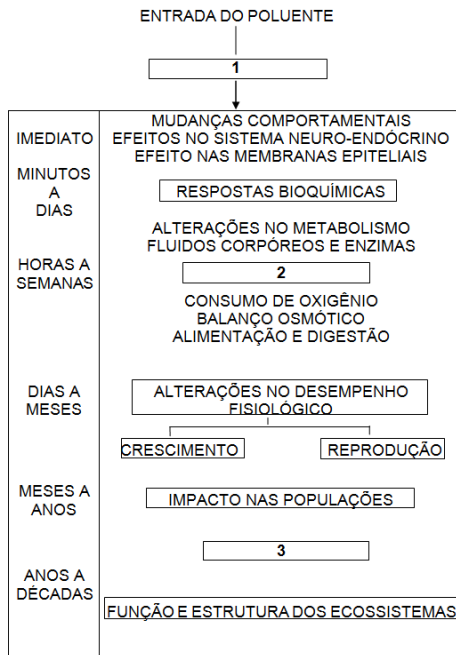 ENTRADA DO POLUENTE
1
IMEDIATO
MUDANÇAS COMPORTAMENTAIS
EFEITOS NO SISTEMA NEURO-ENDÓCRINO
EFEITO NAS MEMBRANAS EPITELIAIS
MINUTOS
A
DIAS
RESPOSTAS BIOQUÍMICAS
ALTERAÇÕES NO METABOLISMO
FLUIDOS CORPÓREOS E ENZIMAS
HORAS A
SEMANAS
2
CONSUMO DE OXIGÊNIO
BALANÇO OSMÓTICO
ALIMENTAÇÃO E DIGESTÃO
DIAS A
MESES
ALTERAÇÕES NO DESEMPENHO
FISIOLÓGICO
CRESCIMENTO
REPRODUÇÃO
MESES A
ANOS
IMPACTO NAS POPULAÇÕES
3
ANOS A
DÉCADAS
FUNÇÃO E ESTRUTURA DOS ECOSSISTEMAS